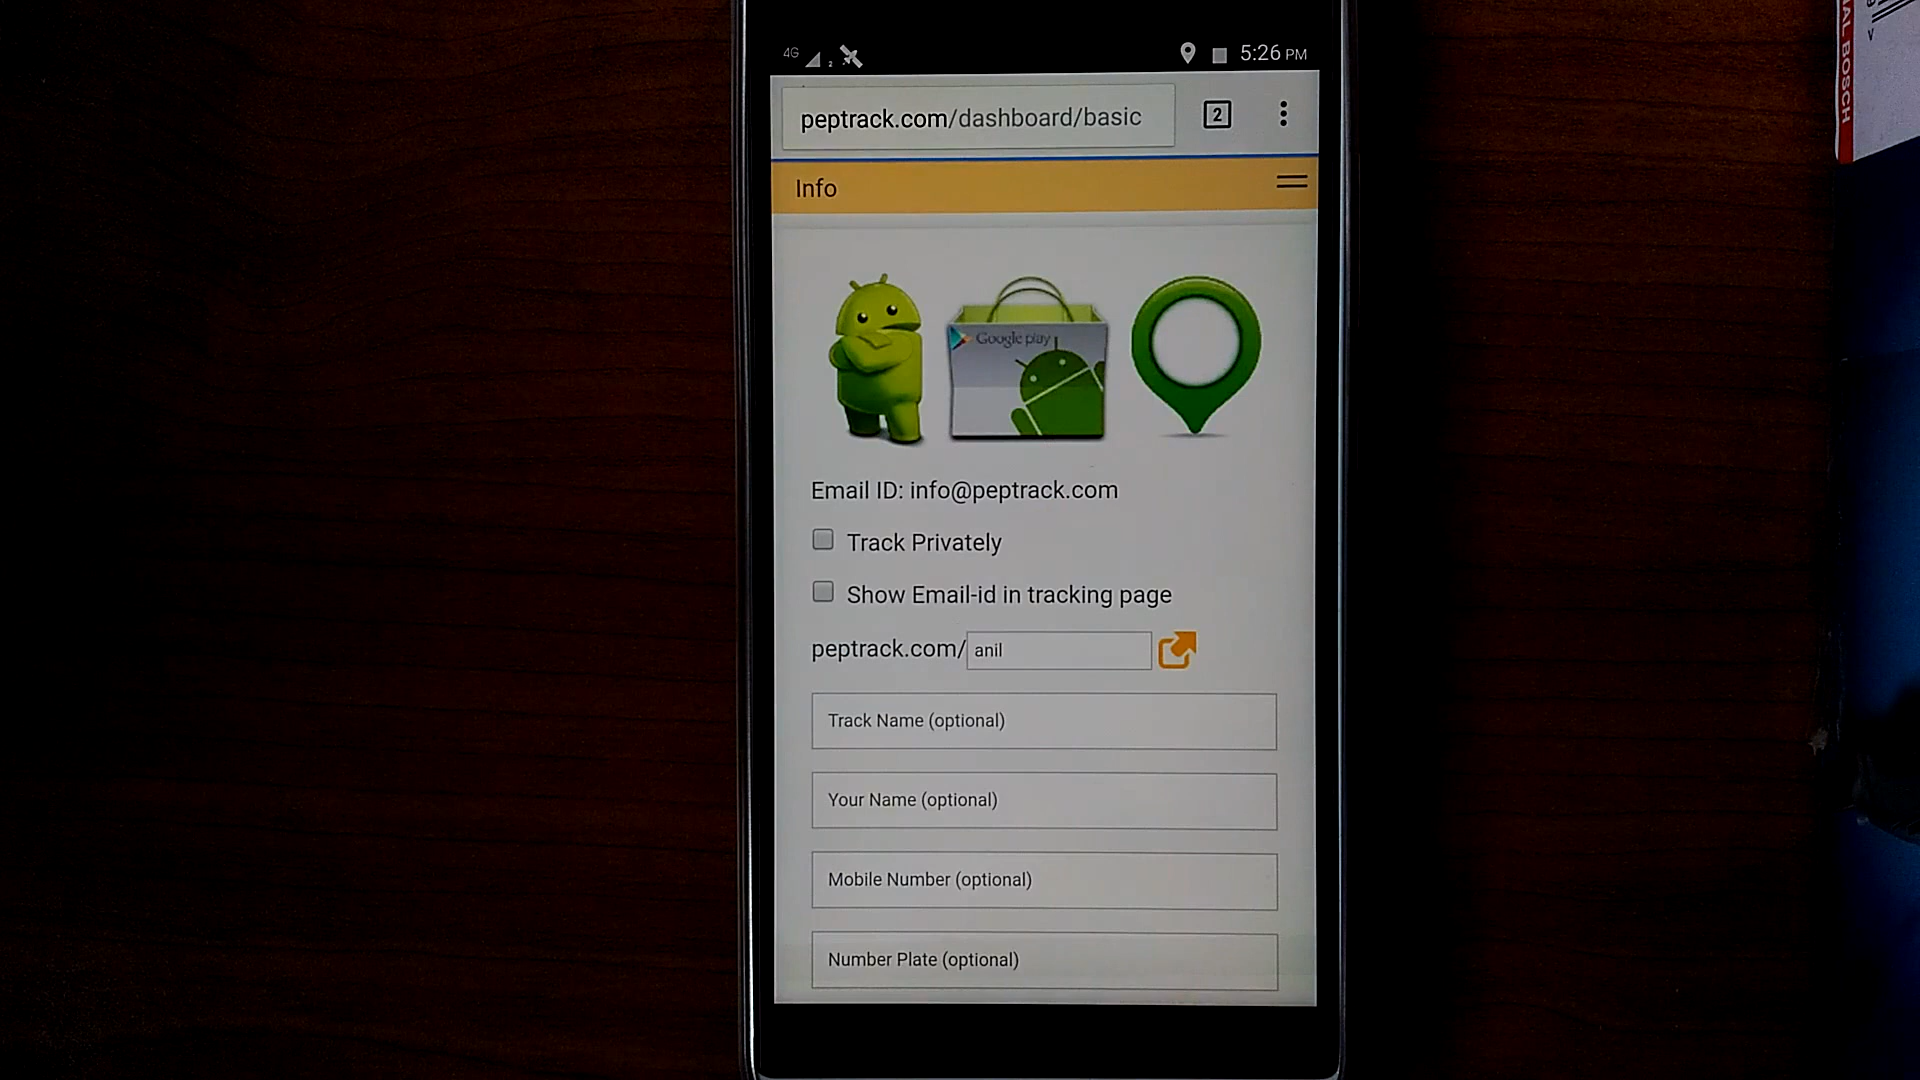 4G 2 5:26 PM
peptrack.com/dashboard/basic 2
Info
Google play
Email ID: info@peptrack.com
Track Privately
Show Email-id in tracking page
peptrack.com/ anil
Track Name (optional)
Your Name (optional)
Mobile Number (optional)
Number Plate (optional)
BOSCH